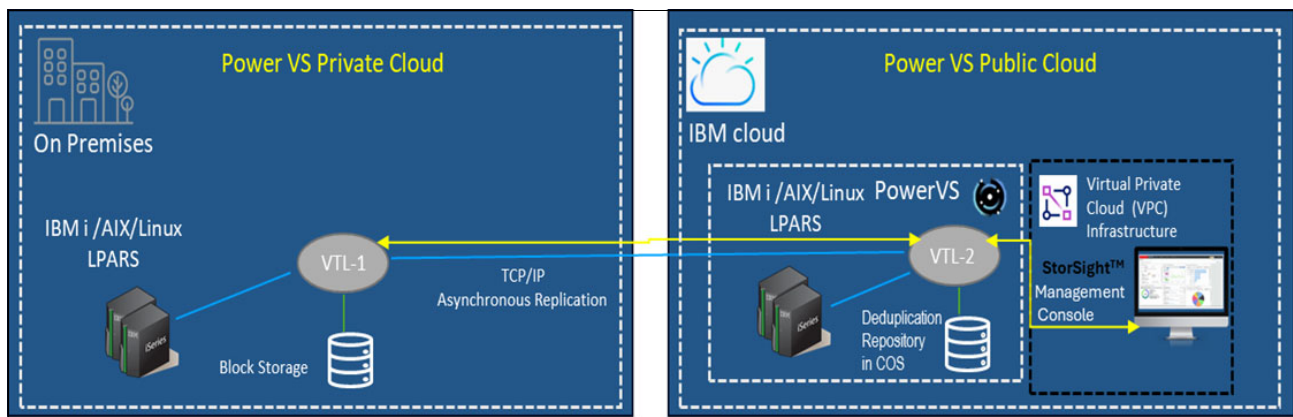 Power VS Private Cloud
On Premises
IBM i /AIX/Linux
LPARS
iSeries
VTL-1
Block Storage
TCP/IP
Asynchronous Replication
Power VS Public Cloud
IBM cloud
IBM i /AIX/Linux PowerVS
LPARS
iSeries
VTL-2
Deduplication
Repository
in COS
Virtual Private
Cloud (VPC)
Infrastructure
StorSight™
Management
Console